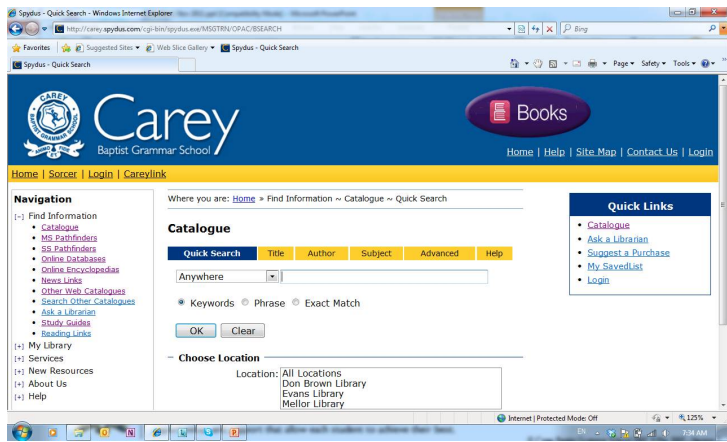 Spydus - Quick Search - Windows Internet Explorer
http://carey.spydus.com/cgi-bin/spydus.exe/MSGTRN/OPAC/BSEARCH
Bing
Favorites Suggested Sites Web Slice Gallery Spydus - Quick Search
Spydus - Quick Search
Page Safety Tools
CAREY
BAPTIST GRAMMAR SCHOOL
Carey
Baptist Grammar School
Books
Home | Help | Site Map | Contact Us | Login
Home | Sorcer | Login | Careylink
Navigation
[-] Find Information
Catalogue
MS Pathfinders
SS Pathfinders
Online Databases
Online Encyclopedias
News Links
Other Web Catalogues
Search Other Catalogues
Ask a Librarian
Study Guides
Reading Links
[+] My Library
[+] Services
[+] New Resources
[+] About Us
[+] Help
Where you are: Home » Find Information ~ Catalogue ~ Quick Search
Catalogue
Quick Search Title Author Subject Advanced Help
Anywhere
Keywords Phrase Exact Match
OK Clear
Choose Location
Location: All Locations
Don Brown Library
Evans Library
Mellor Library
Quick Links
Catalogue
Ask a Librarian
Suggest a Purchase
My SavedList
Login
Internet | Protected Mode: Off
125%
EN
7:34 AM